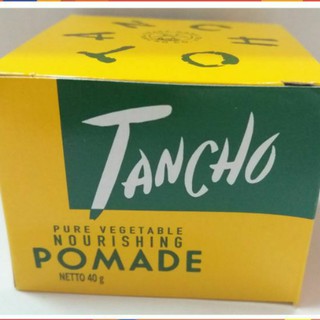 TANCHO
TANCHO
PURE VEGETABLE
NOURISHING
POMADE
NETTO 40 g